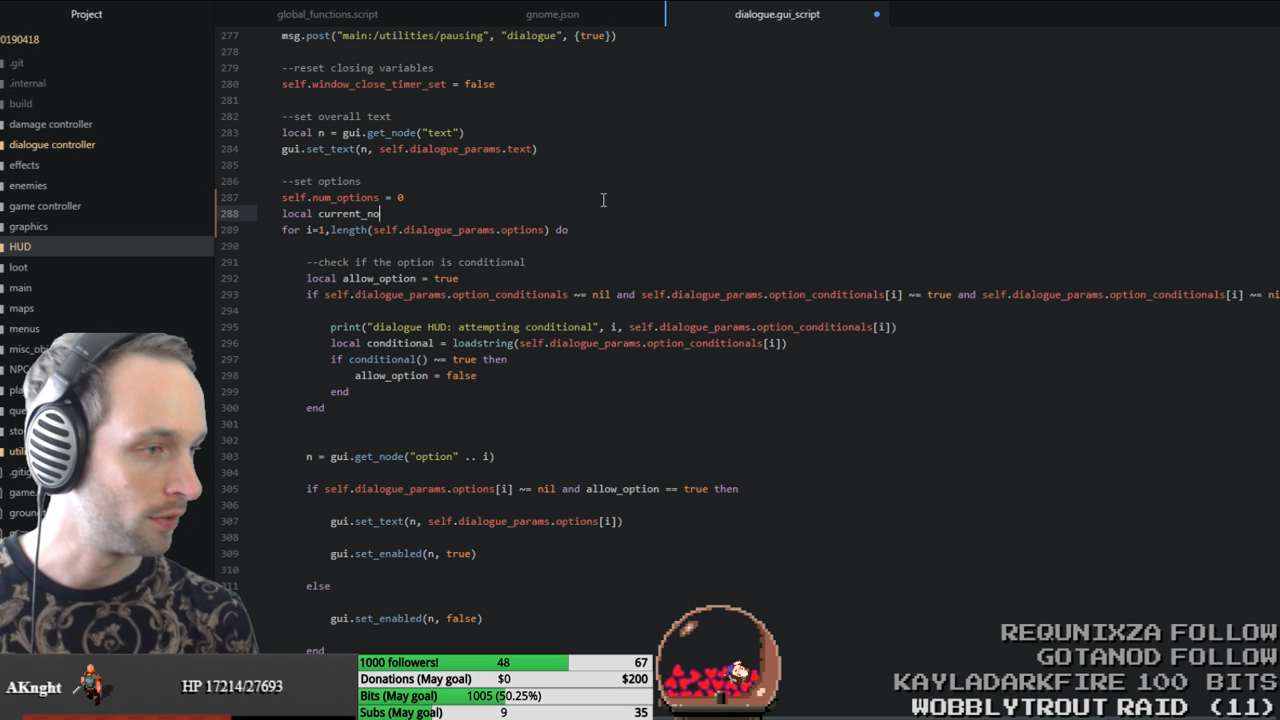 Project
global_functions.script
gnome.json
dialogue.gui_script
0190418
.git
.internal
build
damage controller
dialogue controller
effects
enemies
game controller
graphics
HUD
loot
main
maps
menus
misc_ob
NPC
pla
que
sto
utili
.gitig
game.
groun
277 msg.post("main:/utilities/pausing", "dialogue", {true})
278
279 --reset closing variables
280 self.window_close_timer_set = false
281
282 --set overall text
283 local n = gui.get_node("text")
284 gui.set_text(n, self.dialogue_params.text)
285
286 --set options
287 self.num_options = 0
288 local current_no
289 for i=1,length(self.dialogue_params.options) do
290
291 --check if the option is conditional
292 local allow_option = true
293 if self.dialogue_params.option_conditionals ~= nil and self.dialogue_params.option_conditionals[i] ~= true and self.dialogue_params.option_conditionals[i] ~= ni
294
295 print("dialogue HUD: attempting conditional", i, self.dialogue_params.option_conditionals[i])
296 local conditional = loadstring(self.dialogue_params.option_conditionals[i])
297 if conditional() ~= true then
298 allow_option = false
299 end
300 end
301
302
303 n = gui.get_node("option" .. i)
304
305 if self.dialogue_params.options[i] ~= nil and allow_option == true then
306
307 gui.set_text(n, self.dialogue_params.options[i])
308
309 gui.set_enabled(n, true)
310
311 else
318 gui.set_enabled(n, false)
end
REQUNIXZA FOLLOW
GOTANOD FOLLOW
KAYLADARKFIRE 100 BITS
WOBBLYTROUT RAID (11)
AKnght
HP 17214/27693
1000 followers! 48 67
Donations (May goal) $0 $200
Bits (May goal) 1005 (50.25%)
Subs (May goal) 9 35